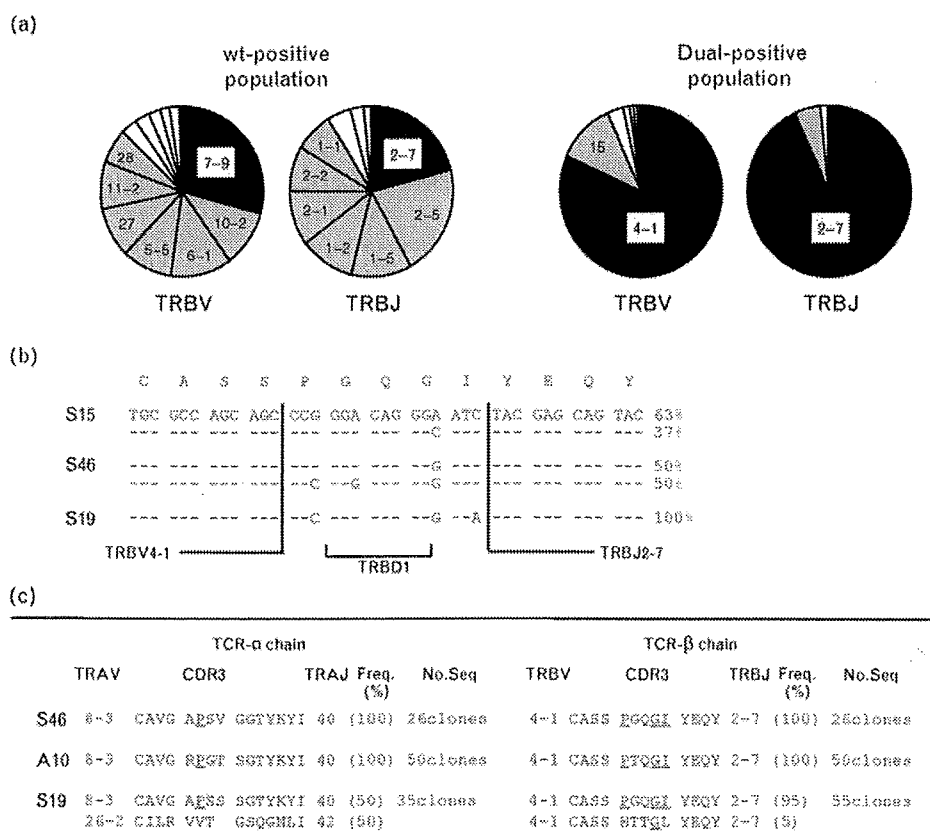 (a)
wt-positive
population
Dual-positive
population
7-9
10-2
6-1
5-5
27
11-2
28
TRBV
2-7
2-5
1-5
1-2
2-1
2-2
1-1
TRBJ
15
4-1
TRBV
2-7
TRBJ
(b)
C A S S P G Q G I Y E Q Y
S15 TGC GCC AGC AGC CCG GGA CAG GGA ATC TAC GAG CAG TAC 63%
--- --- --- --- --- --- --- --C --- --- --- --- --- 37%
S46 --- --- --- --- --- --- --- --G --- --- --- --- --- 50%
--- --- --- --- --C --G --- --G --- --- --- --- --- 50%
S19 --- --- --- --- --C --- --- --G --A --- --- --- --- 100%
TRBV4-1 TRBD1 TRBJ2-7
(c)
TCR-α chain TCR-β chain
TRAV CDR3 TRAJ Freq. (%) No.Seq TRBV CDR3 TRBJ Freq. (%) No.Seq
S46 8-3 CAVG APSV GGTYKYI 40 (100) 26clones 4-1 CASS PGQGI YEQY 2-7 (100) 26clones
A10 8-3 CAVG RPGT SGTYKYI 40 (100) 50clones 4-1 CASS PTQGI YEQY 2-7 (100) 50clones
S19 8-3 CAVG APSS SGTYKYI 40 (50) 35clones 4-1 CASS PGQGI YEQY 2-7 (95) 55clones
26-2 CILR VVT GSQGNLI 42 (50) 4-1 CASS HTTGL YEQY 2-7 (5)